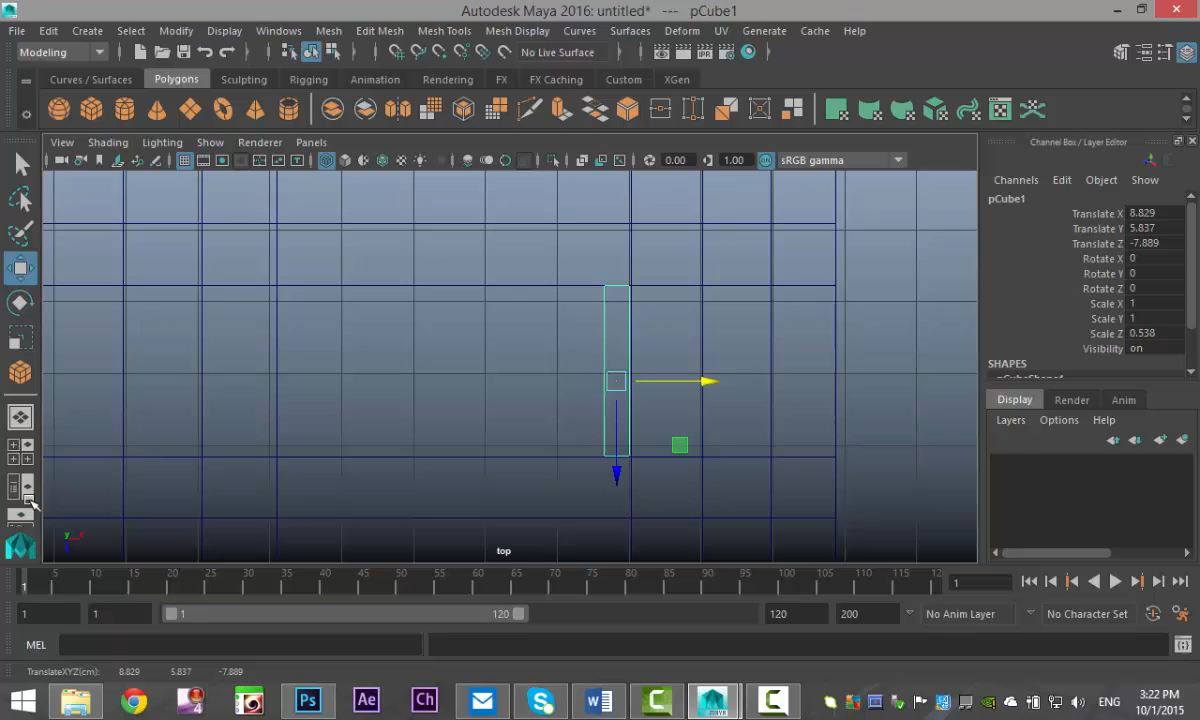 Autodesk Maya 2016: untitled* --- pCube1
File Edit Create Select Modify Display Windows Mesh Edit Mesh Mesh Tools Mesh Display Curves Surfaces Deform UV Generate Cache Help
Modeling No Live Surface
Curves / Surfaces Polygons Sculpting Rigging Animation Rendering FX FX Caching Custom XGen
View Shading Lighting Show Renderer Panels
0.00 1.00 sRGB gamma
Channel Box / Layer Editor
Channels Edit Object Show
pCube1
Translate X 8.829
Translate Y 5.837
Translate Z -7.889
Rotate X 0
Rotate Y 0
Rotate Z 0
Scale X 1
Scale Y 1
Scale Z 0.538
Visibility on
SHAPES
Display Render Anim
Layers Options Help
y x
top
1 5 10 15 20 25 30 35 40 45 50 55 60 65 70 75 80 85 90 95 100 105 110 115 12
1
1 1 1 120 120 200 No Anim Layer No Character Set
MEL
TranslateXYZ(cm): 8.829 5.837 -7.889
Ps Ae Ch ENG
3:22 PM
10/1/2015